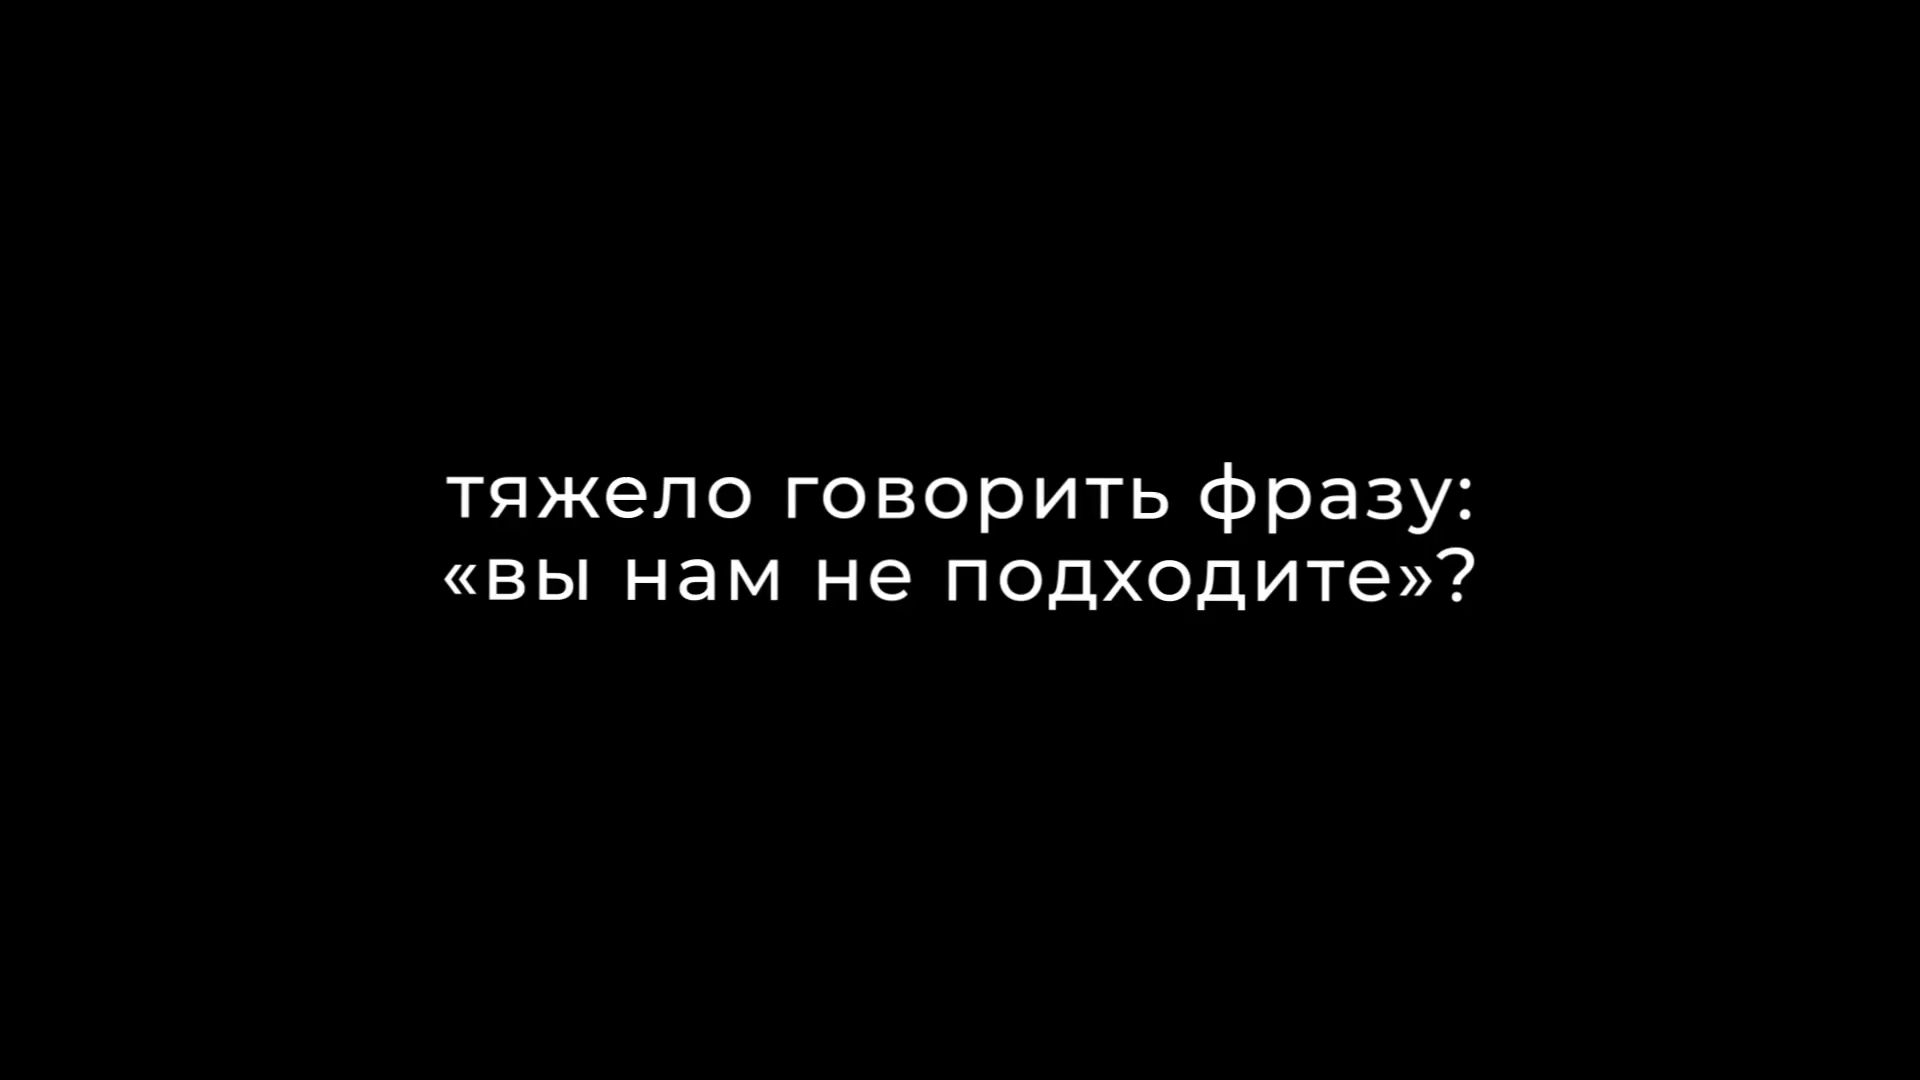 тяжело говорить фразу:
«вы нам не подходите»?